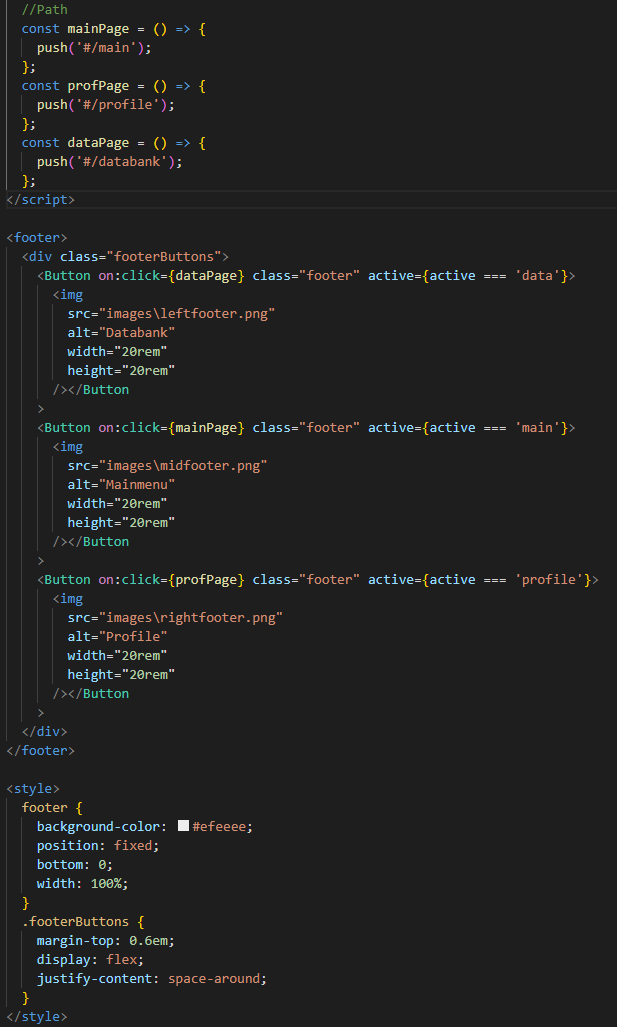 //Path
const mainPage = () => {
push('#/main');
};
const profPage = () => {
push('#/profile');
};
const dataPage = () => {
push('#/databank');
};
</script>
<footer>
<div class="footerButtons">
<Button on:click={dataPage} class="footer" active={active === 'data'}>
<img
src="images\leftfooter.png"
alt="Databank"
width="20rem"
height="20rem"
/></Button
>
<Button on:click={mainPage} class="footer" active={active === 'main'}>
<img
src="images\midfooter.png"
alt="Mainmenu"
width="20rem"
height="20rem"
/></Button
>
<Button on:click={profPage} class="footer" active={active === 'profile'}>
<img
src="images\rightfooter.png"
alt="Profile"
width="20rem"
height="20rem"
/></Button
>
</div>
</footer>
<style>
footer {
background-color: #efeeee;
position: fixed;
bottom: 0;
width: 100%;
}
.footerButtons {
margin-top: 0.6em;
display: flex;
justify-content: space-around;
}
</style>